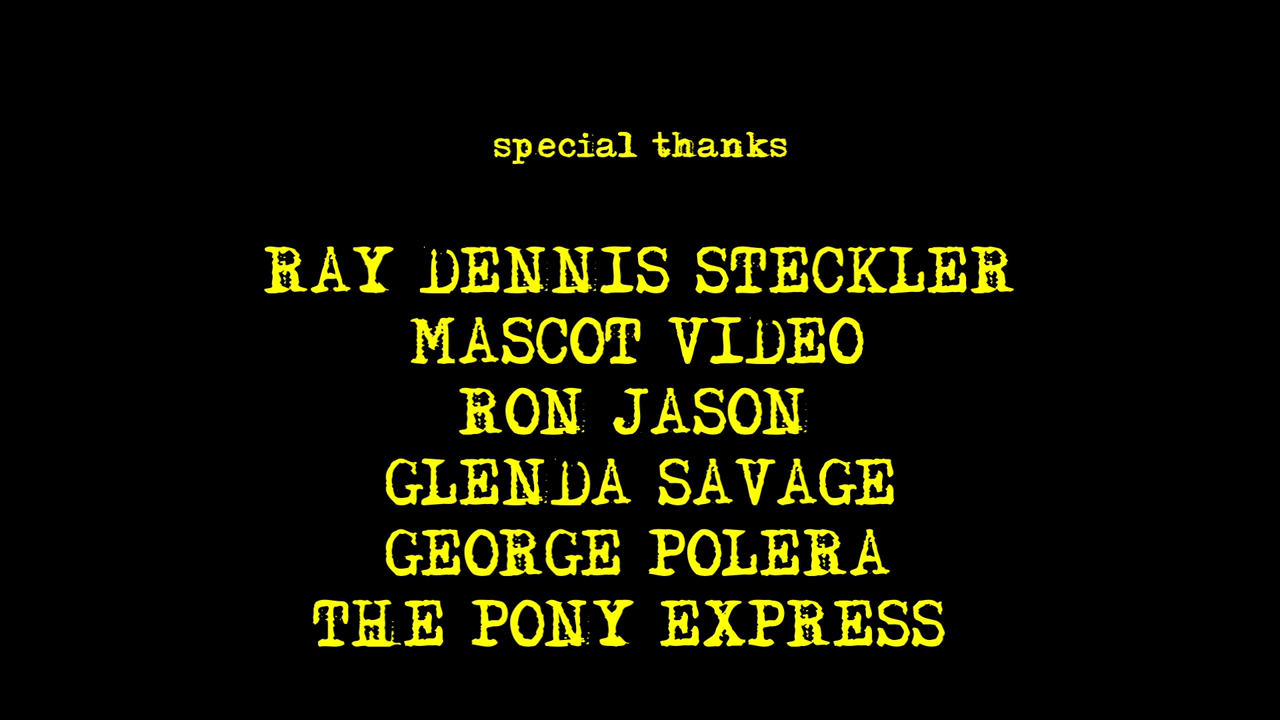 special thanks
RAY DENNIS STECKLER
MASCOT VIDEO
RON JASON
GLENDA SAVAGE
GEORGE POLERA
THE PONY EXPRESS